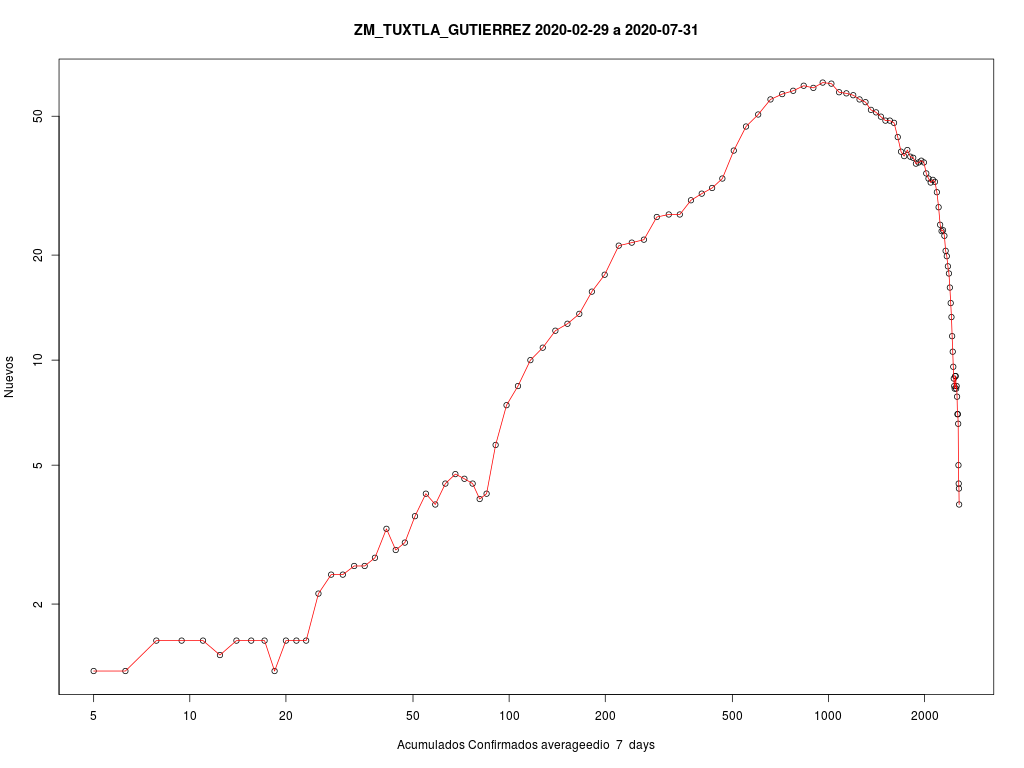 ZM_TUXTLA_GUTIERREZ 2020-02-29 a 2020-07-31
50
20
10
5
2
Nuevos
5 10 20 50 100 200 500 1000 2000
Acumulados Confirmados averageedio 7 days